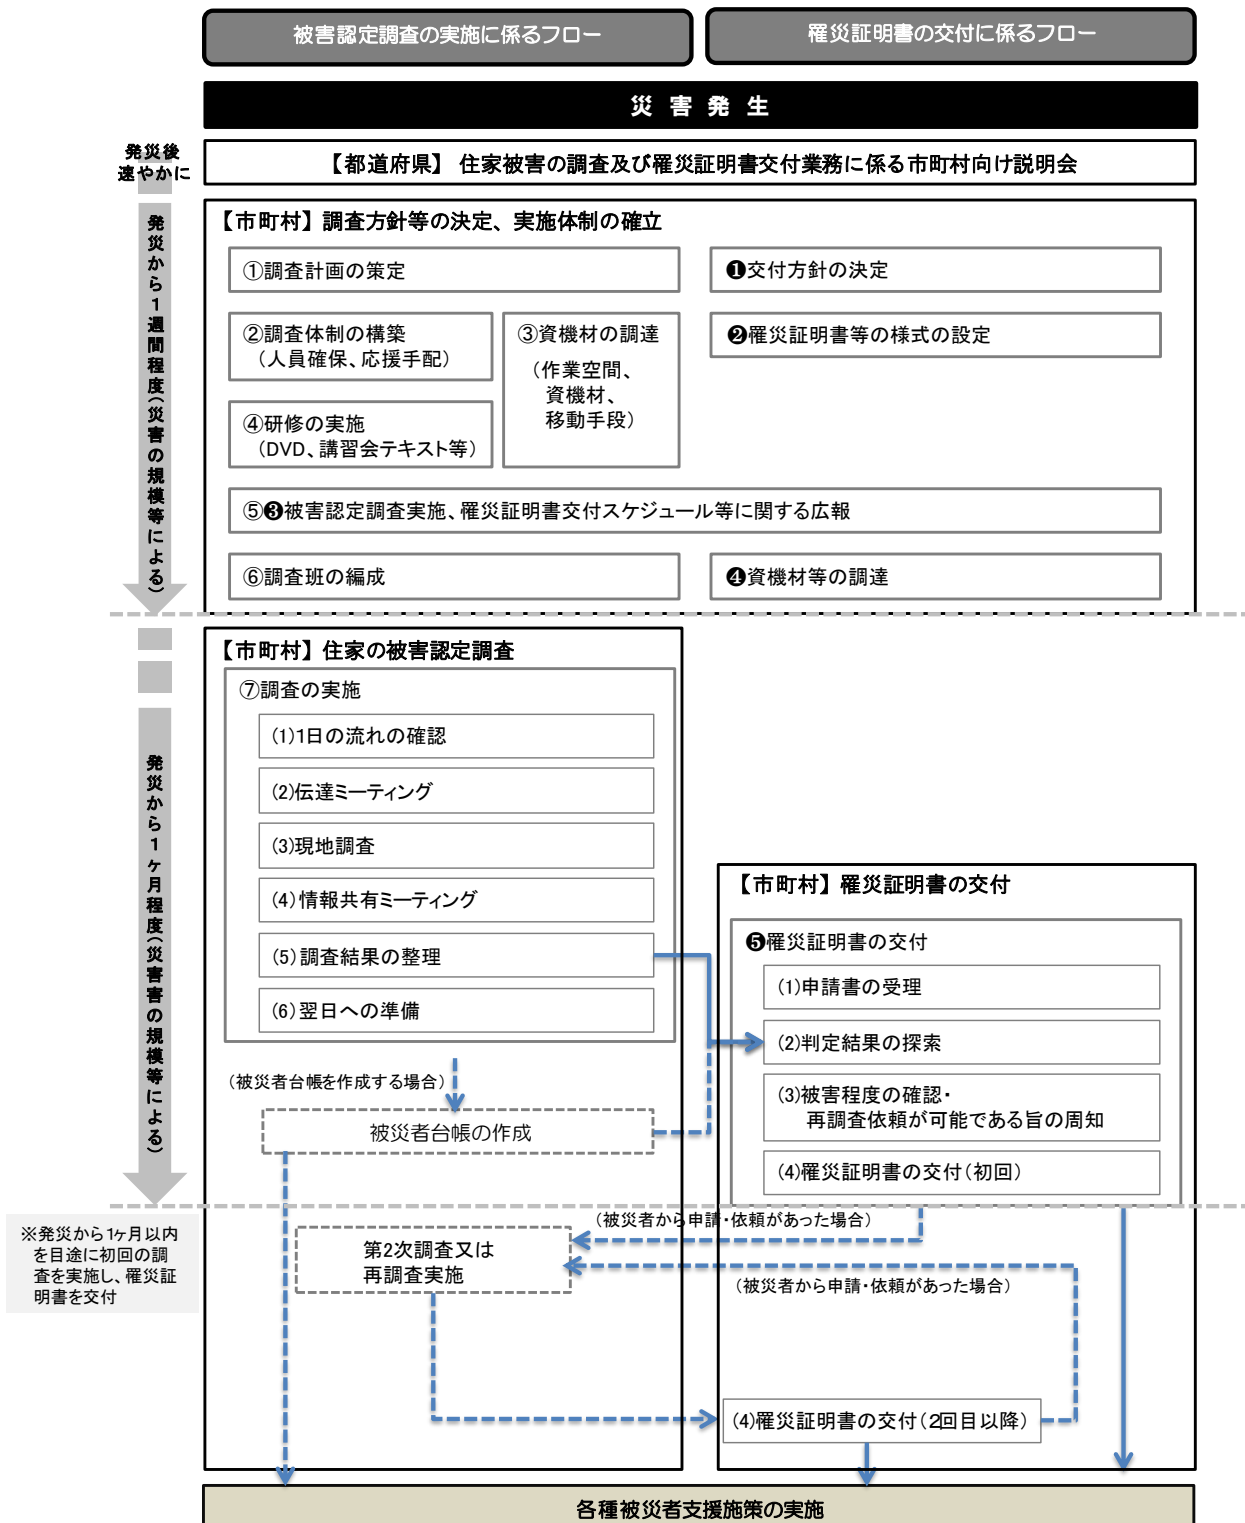 被害認定調査の実施に係るフロー
罹災証明書の交付に係るフロー
災害発生
発災後
速やかに
【都道府県】住家被害の調査及び罹災証明書交付業務に係る市町村向け説明会
発災から１週間程度(災害の規模等による)
【市町村】調査方針等の決定、実施体制の確立
①調査計画の策定
❶交付方針の決定
②調査体制の構築
（人員確保、応援手配）
③資機材の調達
（作業空間、
資機材、
移動手段）
❷罹災証明書等の様式の設定
④研修の実施
（DVD、講習会テキスト等）
⑤❸被害認定調査実施、罹災証明書交付スケジュール等に関する広報
⑥調査班の編成
❹資機材等の調達
発災から１ヶ月程度(災害害の規模等による)
【市町村】住家の被害認定調査
⑦調査の実施
(1)1日の流れの確認
(2)伝達ミーティング
(3)現地調査
(4)情報共有ミーティング
(5)調査結果の整理
(6)翌日への準備
（被災者台帳を作成する場合）
被災者台帳の作成
【市町村】罹災証明書の交付
❺罹災証明書の交付
(1)申請書の受理
(2)判定結果の探索
(3)被害程度の確認・
再調査依頼が可能である旨の周知
(4)罹災証明書の交付（初回）
※発災から1ヶ月以内
を目途に初回の調
査を実施し、罹災証
明書を交付
（被災者から申請・依頼があった場合）
第2次調査又は
再調査実施
（被災者から申請・依頼があった場合）
(4)罹災証明書の交付（2回目以降）
各種被災者支援施策の実施